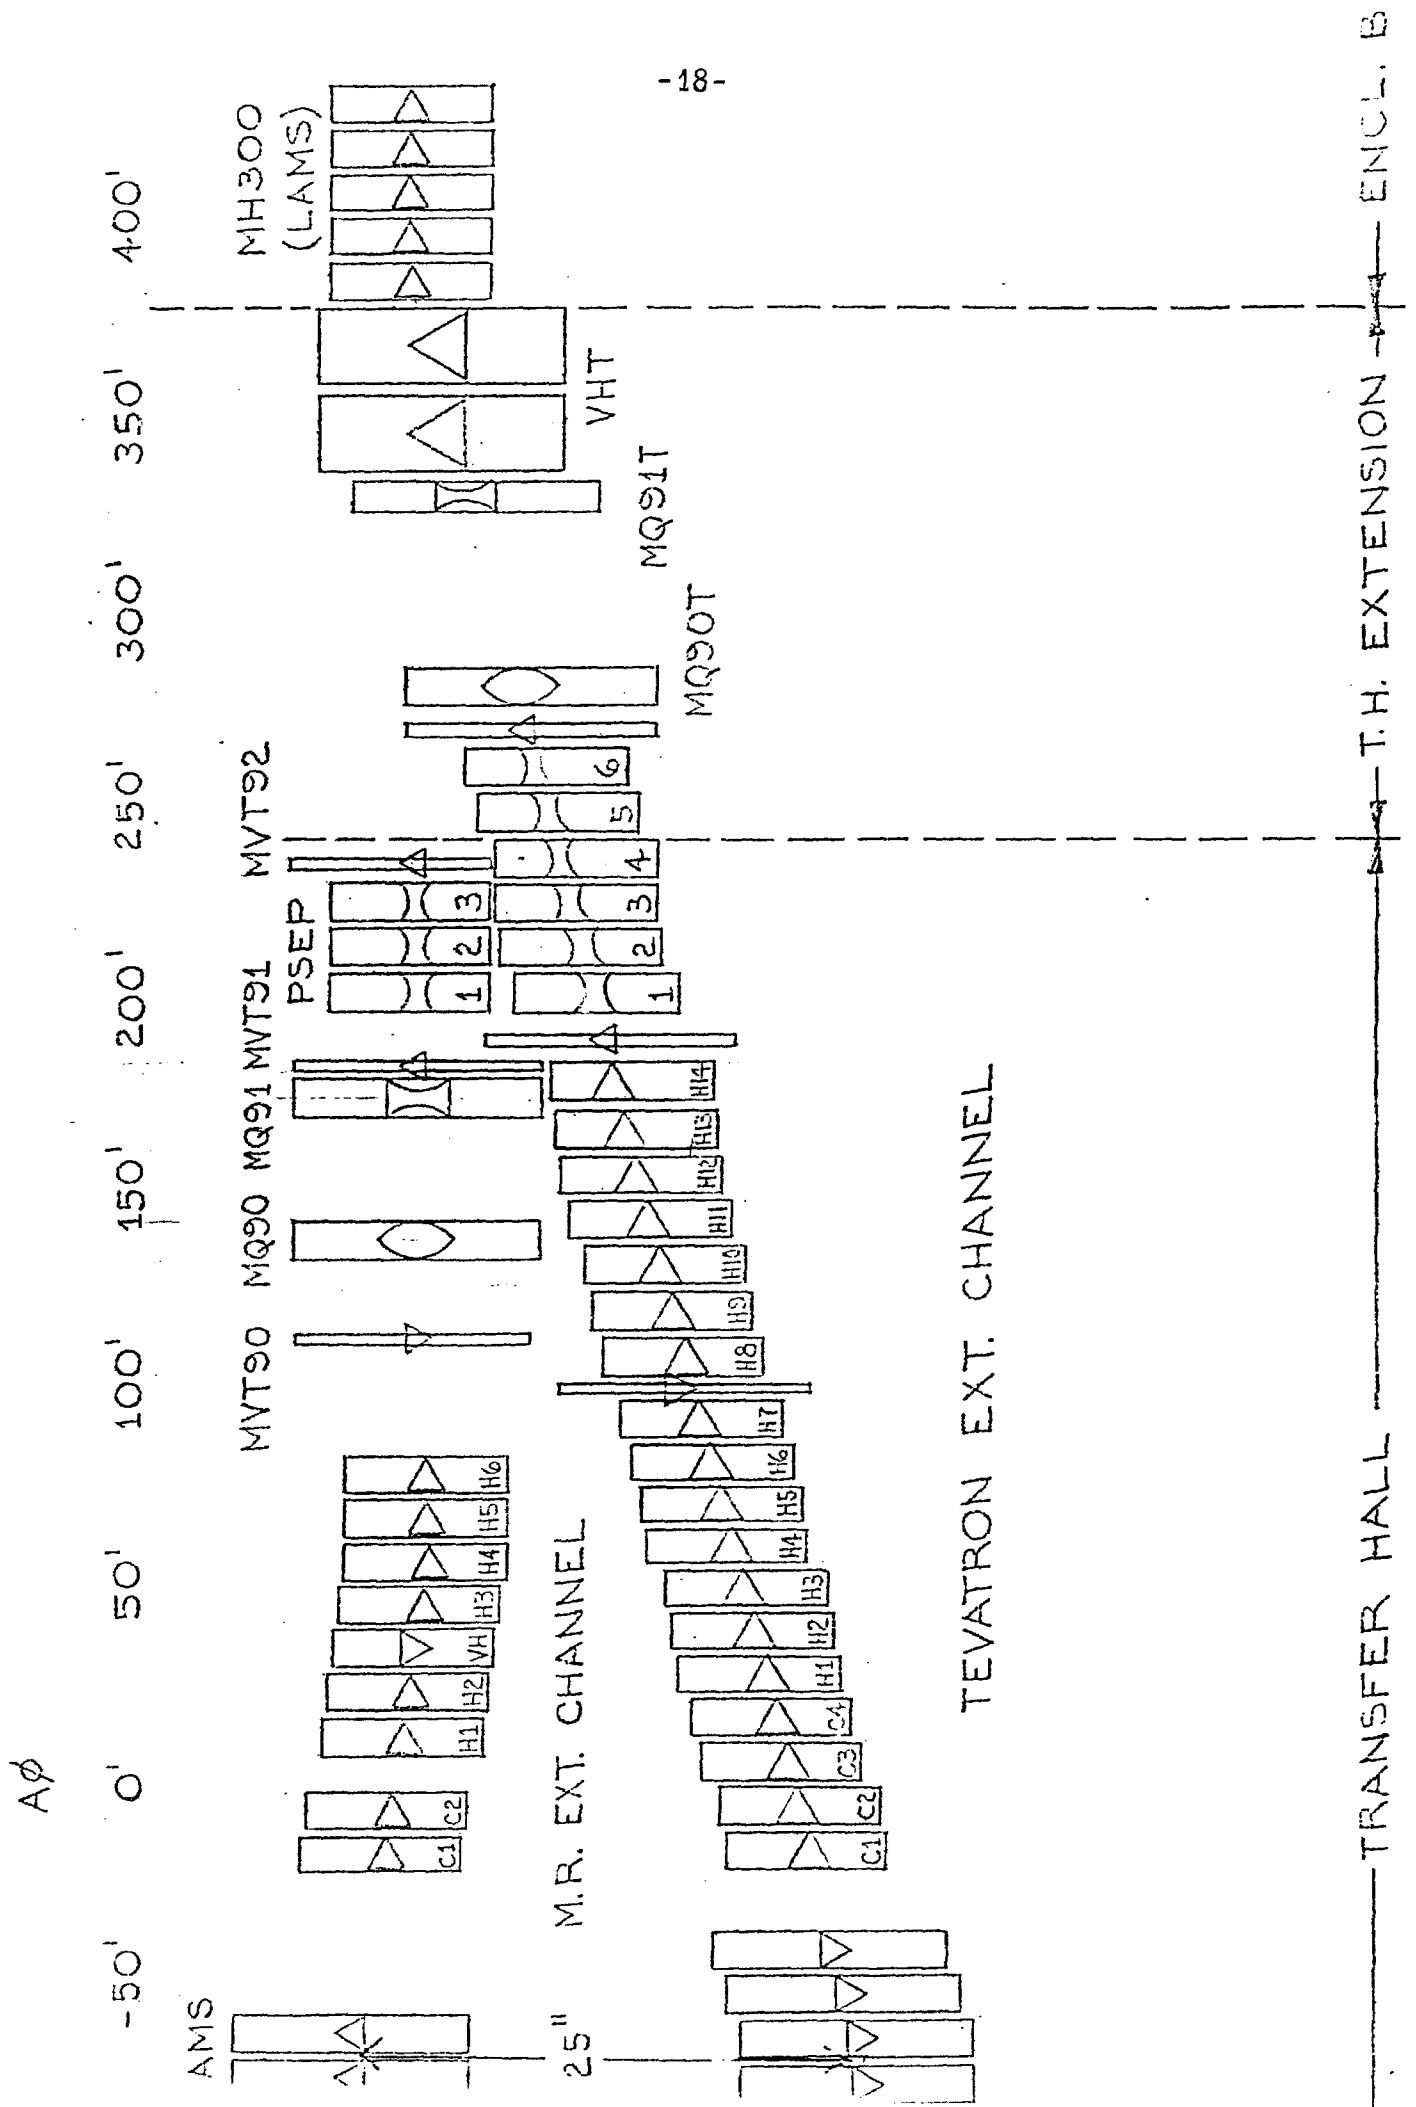 -18-
AØ
-50' 0' 50' 100' 150' 200' 250' 300' 350' 400'
AMS
MVT90 MQ90 MQ91 MVT91 PSEP MVT92
MH300
(LAMS)
C1 C2 H1 H2 VH H3 H4 H5 H6
1 2 3
VHT
MQ91T
MQ90T
25"
M.R. EXT. CHANNEL
C1 C2 C3 C4 H1 H2 H3 H4 H5 H6 H7 H8 H9 H10 H11 H12 H13 H14
1 2 3 4 5 6
TEVATRON EXT. CHANNEL
TRANSFER HALL
T.H. EXTENSION
ENCL. B